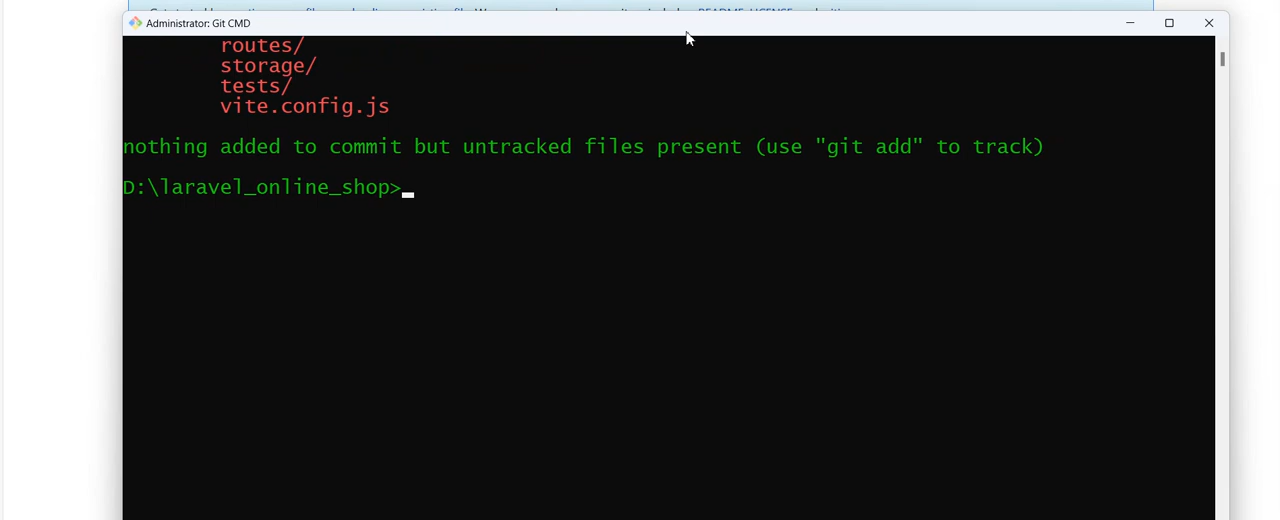 Administrator: Git CMD
routes/
storage/
tests/
vite.config.js
nothing added to commit but untracked files present (use "git add" to track)
D:\laravel_online_shop>